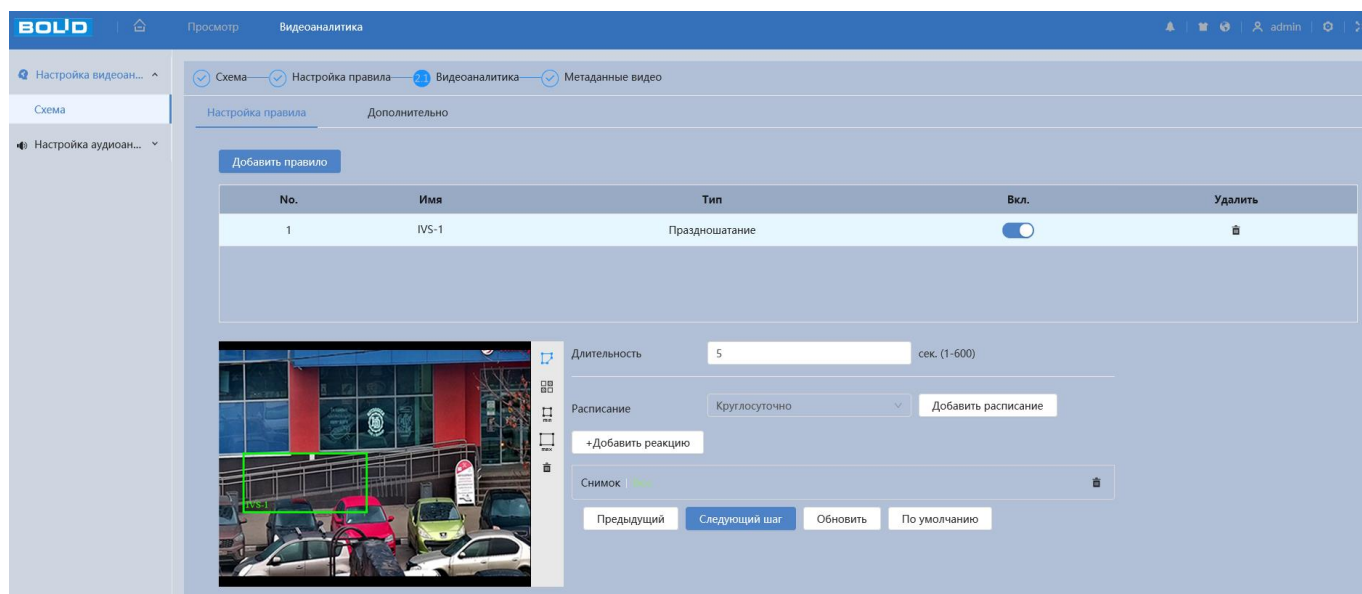 BOLID Просмотр Видеоаналитика admin
Настройка видеоан...
Схема
Настройка аудиоан...
Схема Настройка правила 2.1 Видеоаналитика Метаданные видео
Настройка правила Дополнительно
Добавить правило
No. Имя Тип Вкл. Удалить
1 IVS-1 Праздношатание
Длительность 5 сек. (1-600)
Расписание Круглосуточно Добавить расписание
+Добавить реакцию
Снимок
Предыдущий Следующий шаг Обновить По умолчанию
min
max
IVS-1